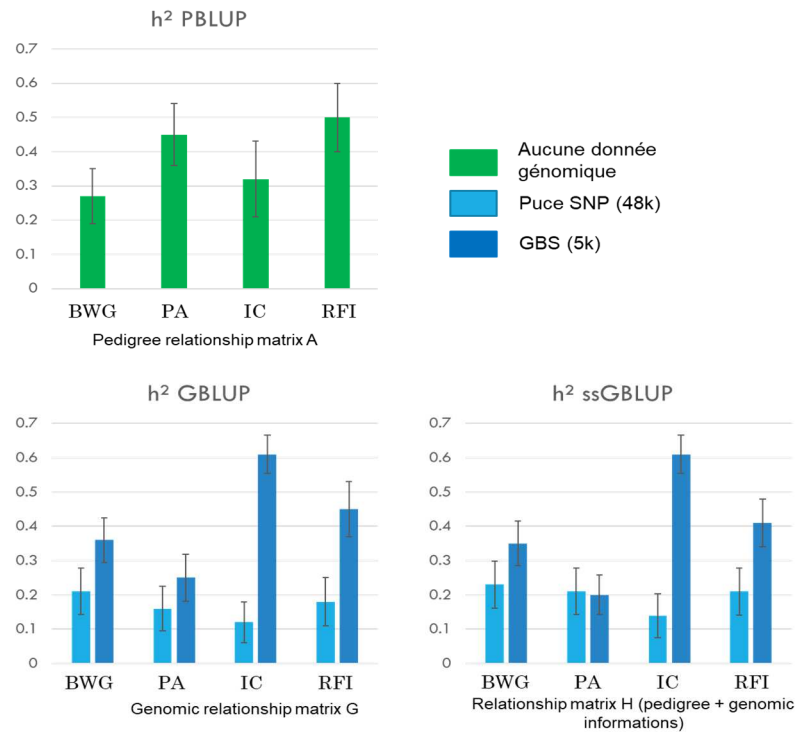 h² PBLUP
0.7
0.6
0.5
0.4
0.3
0.2
0.1
0
BWG PA IC RFI
Pedigree relationship matrix A
Aucune donnée
génomique
Puce SNP (48k)
GBS (5k)
h² GBLUP
0.7
0.6
0.5
0.4
0.3
0.2
0.1
0
BWG PA IC RFI
Genomic relationship matrix G
h² ssGBLUP
0.7
0.6
0.5
0.4
0.3
0.2
0.1
0
BWG PA IC RFI
Relationship matrix H (pedigree + genomic
informations)